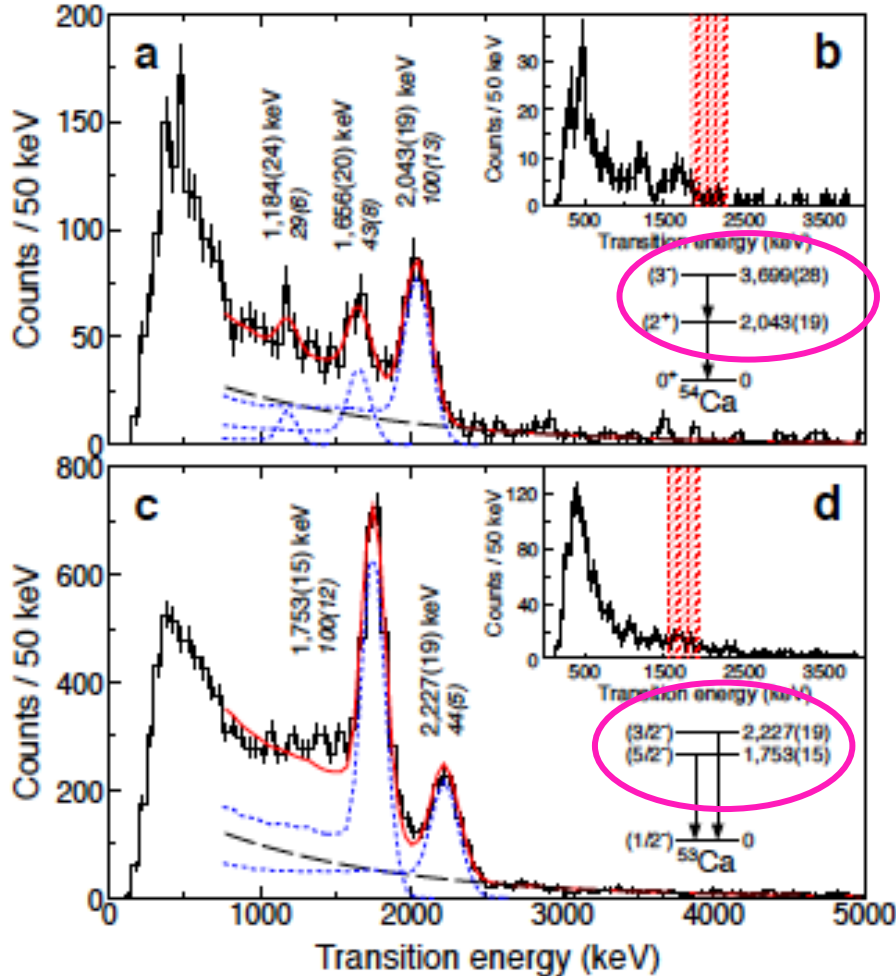 a
200
150
100
50
0
Counts / 50 keV
1,184(24) keV
29(6)
1,656(20) keV
43(8)
2,043(19) keV
100(13)
b
30
20
10
0
Counts / 50 keV
500 1500 2500 3500
Transition energy (keV)
(3⁻) 3,699(28)
(2⁺) 2,043(19)
0⁺ 0
⁵⁴Ca
c
800
600
400
200
0
Counts / 50 keV
1,753(15) keV
100(12)
2,227(19) keV
44(5)
d
120
80
40
0
Counts / 50 keV
500 1500 2500 3500
Transition energy (keV)
(3/2⁻) 2,227(19)
(5/2⁻) 1,753(15)
(1/2⁻) 0
⁵³Ca
0 1000 2000 3000 4000 5000
Transition energy (keV)